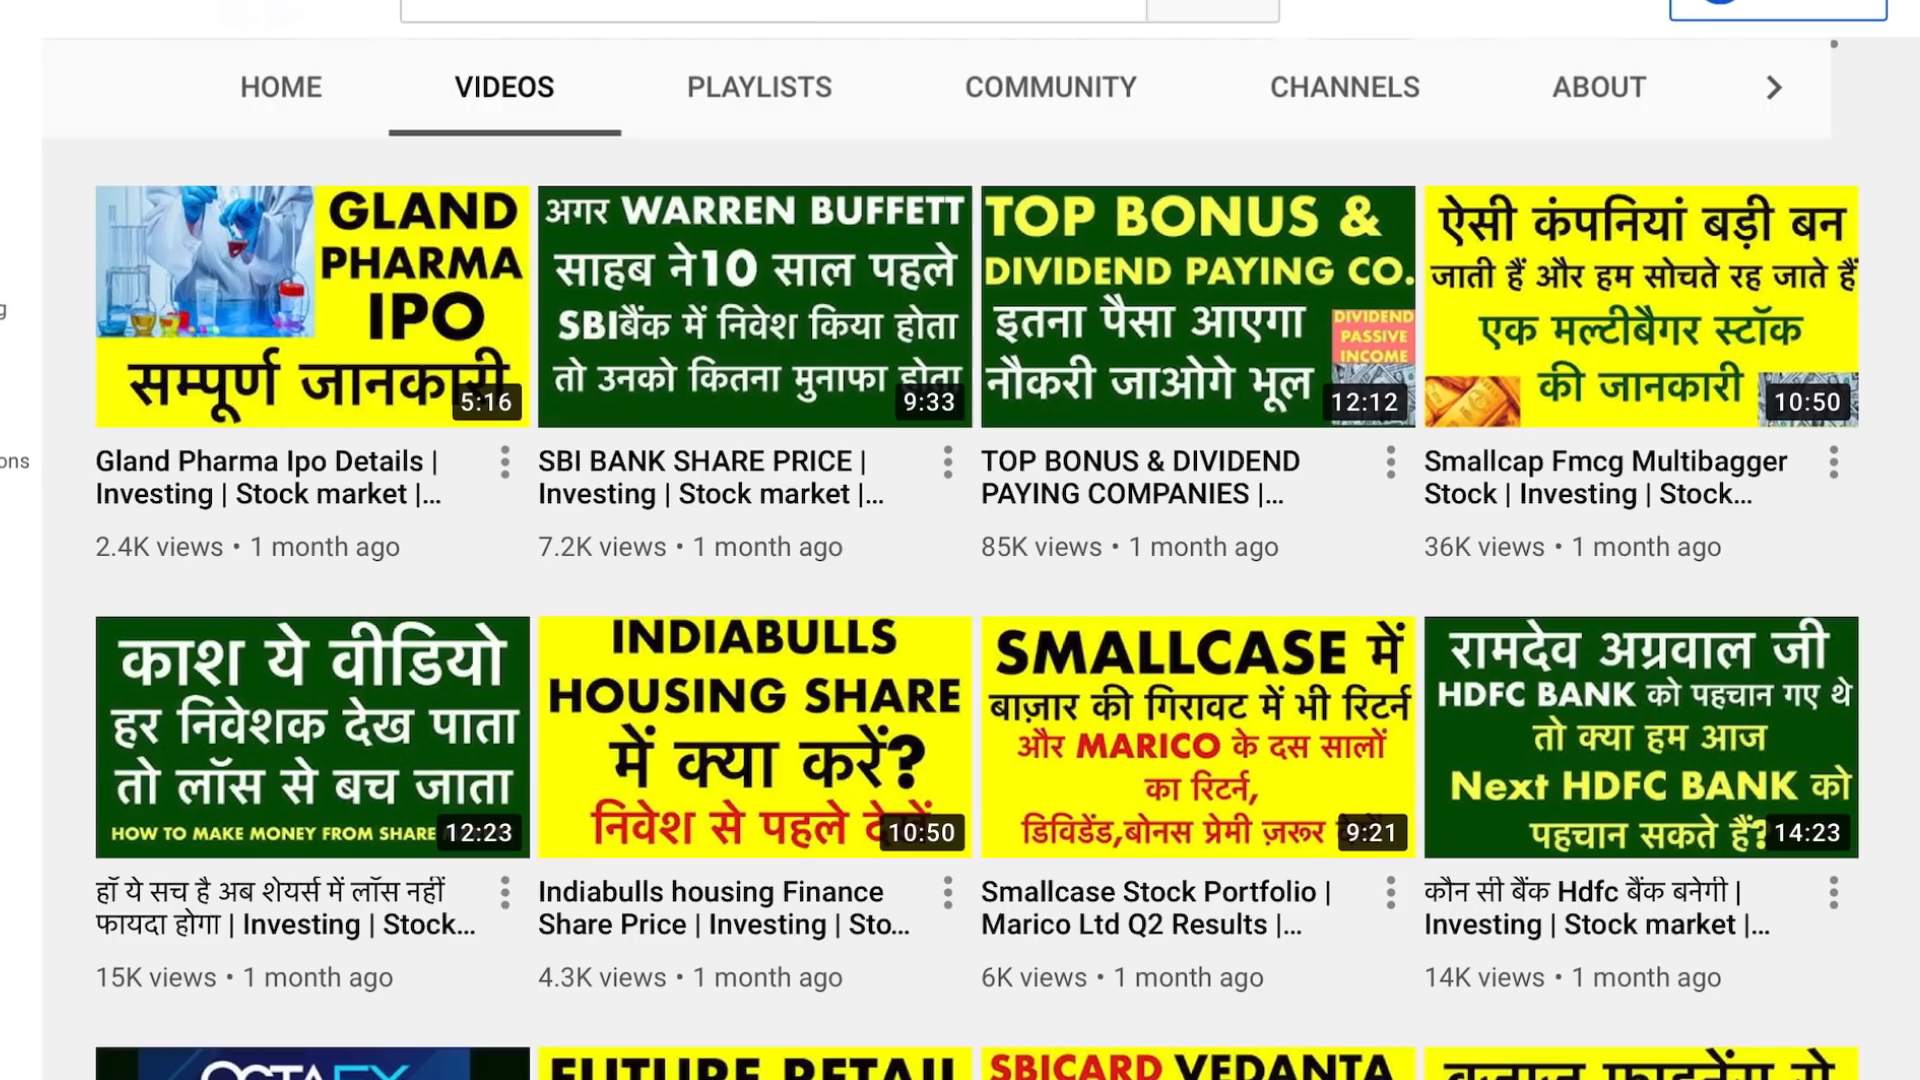 HOME VIDEOS PLAYLISTS COMMUNITY CHANNELS ABOUT
GLAND
PHARMA
IPO
सम्पूर्ण जानकारी
5:16
अगर WARREN BUFFETT
साहब ने10 साल पहले
SBIबैंक में निवेश किया होता
तो उनको कितना मुनाफा होता
9:33
TOP BONUS &
DIVIDEND PAYING CO.
इतना पैसा आएगा
नौकरी जाओगे भूल
DIVIDEND
PASSIVE
INCOME
12:12
ऐसी कंपनियां बड़ी बन
जाती हैं और हम सोचते रह जाते हैं
एक मल्टीबैगर स्टॉक
की जानकारी
10:50
Gland Pharma Ipo Details |
Investing | Stock market |...
2.4K views • 1 month ago
SBI BANK SHARE PRICE |
Investing | Stock market |...
7.2K views • 1 month ago
TOP BONUS & DIVIDEND
PAYING COMPANIES |...
85K views • 1 month ago
Smallcap Fmcg Multibagger
Stock | Investing | Stock...
36K views • 1 month ago
ons
काश ये वीडियो
हर निवेशक देख पाता
तो लॉस से बच जाता
HOW TO MAKE MONEY FROM SHARE
12:23
INDIABULLS
HOUSING SHARE
में क्या करें?
निवेश से पहले
10:50
SMALLCASE में
बाज़ार की गिरावट में भी रिटर्न
और MARICO के दस सालों
का रिटर्न,
डिविडेंड,बोनस प्रेमी ज़रूर
9:21
रामदेव अग्रवाल जी
HDFC BANK को पहचान गए थे
तो क्या हम आज
Next HDFC BANK को
पहचान सकते हैं?
14:23
हॉ ये सच है अब शेयर्स में लॉस नहीं
फायदा होगा | Investing | Stock...
15K views • 1 month ago
Indiabulls housing Finance
Share Price | Investing | Sto...
4.3K views • 1 month ago
Smallcase Stock Portfolio |
Marico Ltd Q2 Results |...
6K views • 1 month ago
कौन सी बैंक Hdfc बैंक बनेगी |
Investing | Stock market |...
14K views • 1 month ago
OCTAFX
FUTURE RETAIL
SBICARD VEDANTA